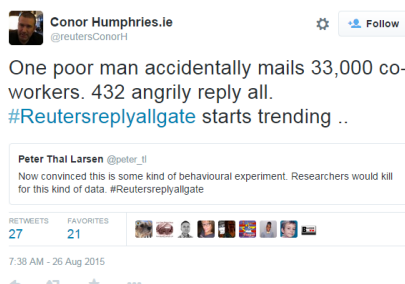 Conor Humphries.ie
@reutersConorH
Follow
One poor man accidentally mails 33,000 co-
workers. 432 angrily reply all.
#Reutersreplyallgate starts trending ..
Peter Thal Larsen @peter_tl
Now convinced this is some kind of behavioural experiment. Researchers would kill
for this kind of data. #Reutersreplyallgate
RETWEETS FAVORITES
27 21
7:38 AM - 26 Aug 2015